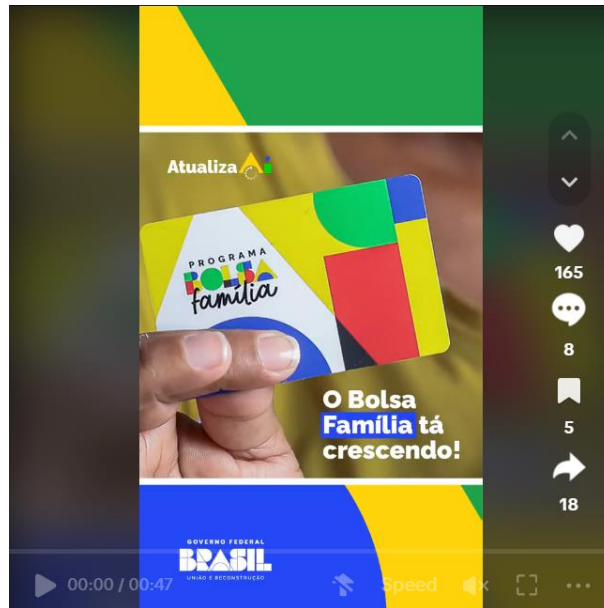 Atualiza Aí
PROGRAMA
BOLSA
família
O Bolsa
Família tá
crescendo!
GOVERNO FEDERAL
BRASIL
UNIÃO E RECONSTRUÇÃO
165
8
5
18
00:00 / 00:47
Speed